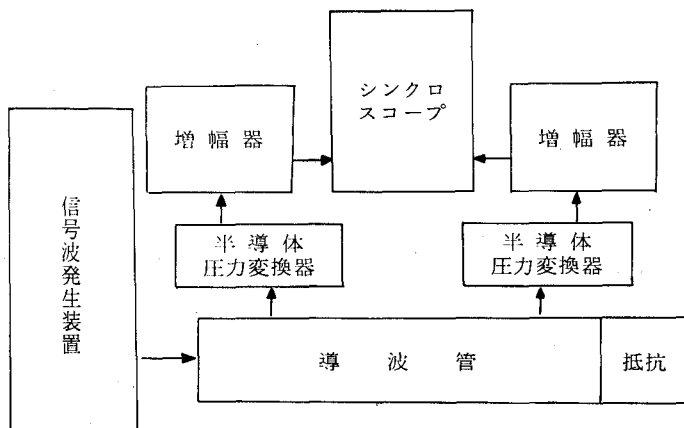 シンクロ
スコープ
増幅器
増幅器
信号波発生装置
半導体
圧力変換器
半導体
圧力変換器
導波管
抵抗